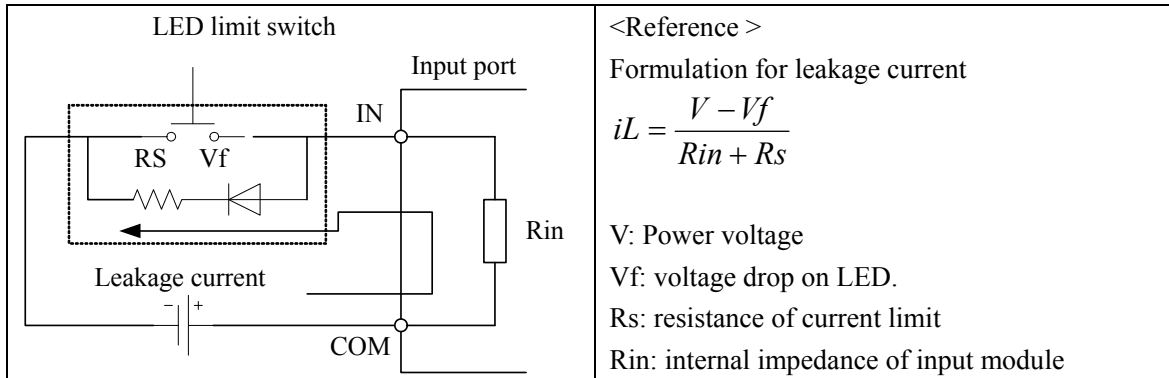 LED limit switch
Input port
IN
RS Vf
Rin
Leakage current
- +
COM
<Reference >
Formulation for leakage current
iL = (V − Vf) / (Rin + Rs)
V: Power voltage
Vf: voltage drop on LED.
Rs: resistance of current limit
Rin: internal impedance of input module